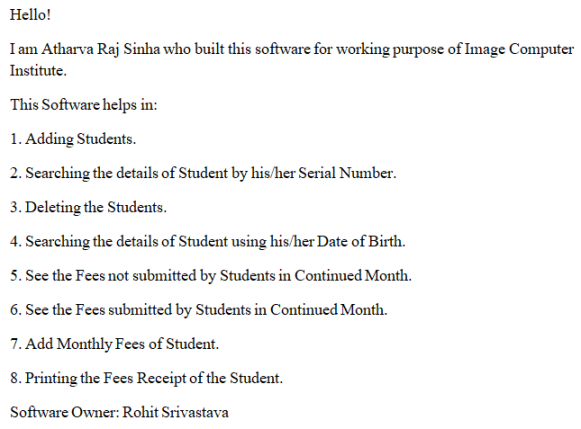 Hello!
I am Atharva Raj Sinha who built this software for working purpose of Image Computer
Institute.
This Software helps in:
1. Adding Students.
2. Searching the details of Student by his/her Serial Number.
3. Deleting the Students.
4. Searching the details of Student using his/her Date of Birth.
5. See the Fees not submitted by Students in Continued Month.
6. See the Fees submitted by Students in Continued Month.
7. Add Monthly Fees of Student.
8. Printing the Fees Receipt of the Student.
Software Owner: Rohit Srivastava